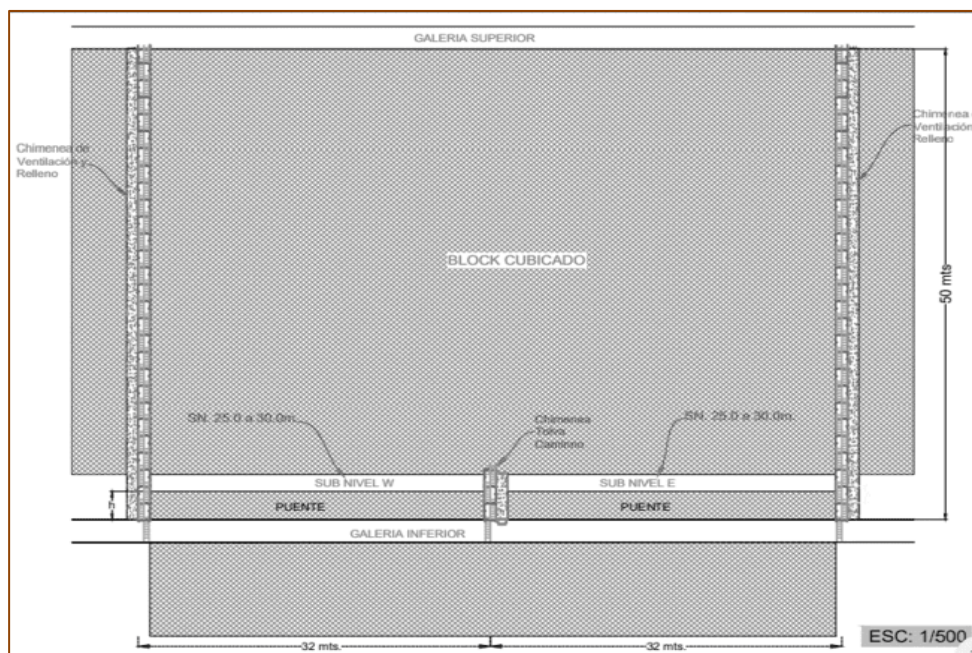 GALERIA SUPERIOR
Chimenea de
Ventilación y
Relleno
Chimenea
Ventilación
Relleno
BLOCK CUBICADO
50 mts
SN. 25.0 a 30.0m.
Chimenea
Tolva
Camino
SN. 25.0 a 30.0m.
SUB NIVEL W
SUB NIVEL E
PUENTE
PUENTE
GALERIA INFERIOR
32 mts.
32 mts.
ESC: 1/500